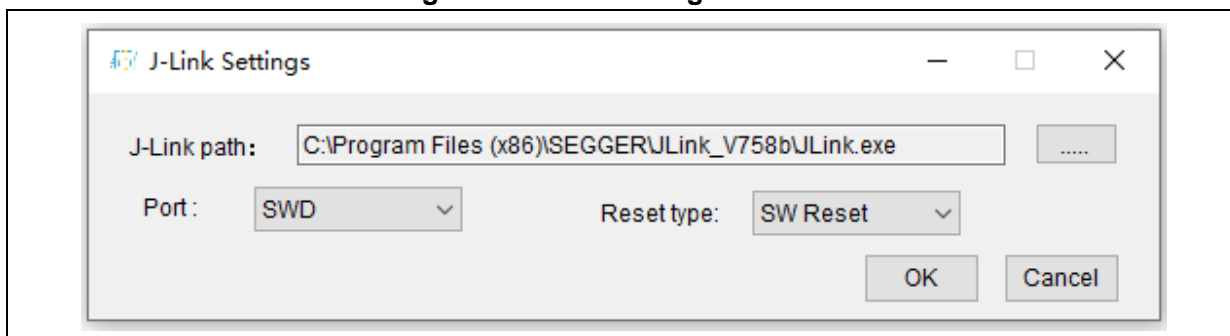 J-Link Settings
J-Link path: C:\Program Files (x86)\SEGGER\JLink_V758b\JLink.exe .....
Port: SWD Reset type: SW Reset
OK Cancel